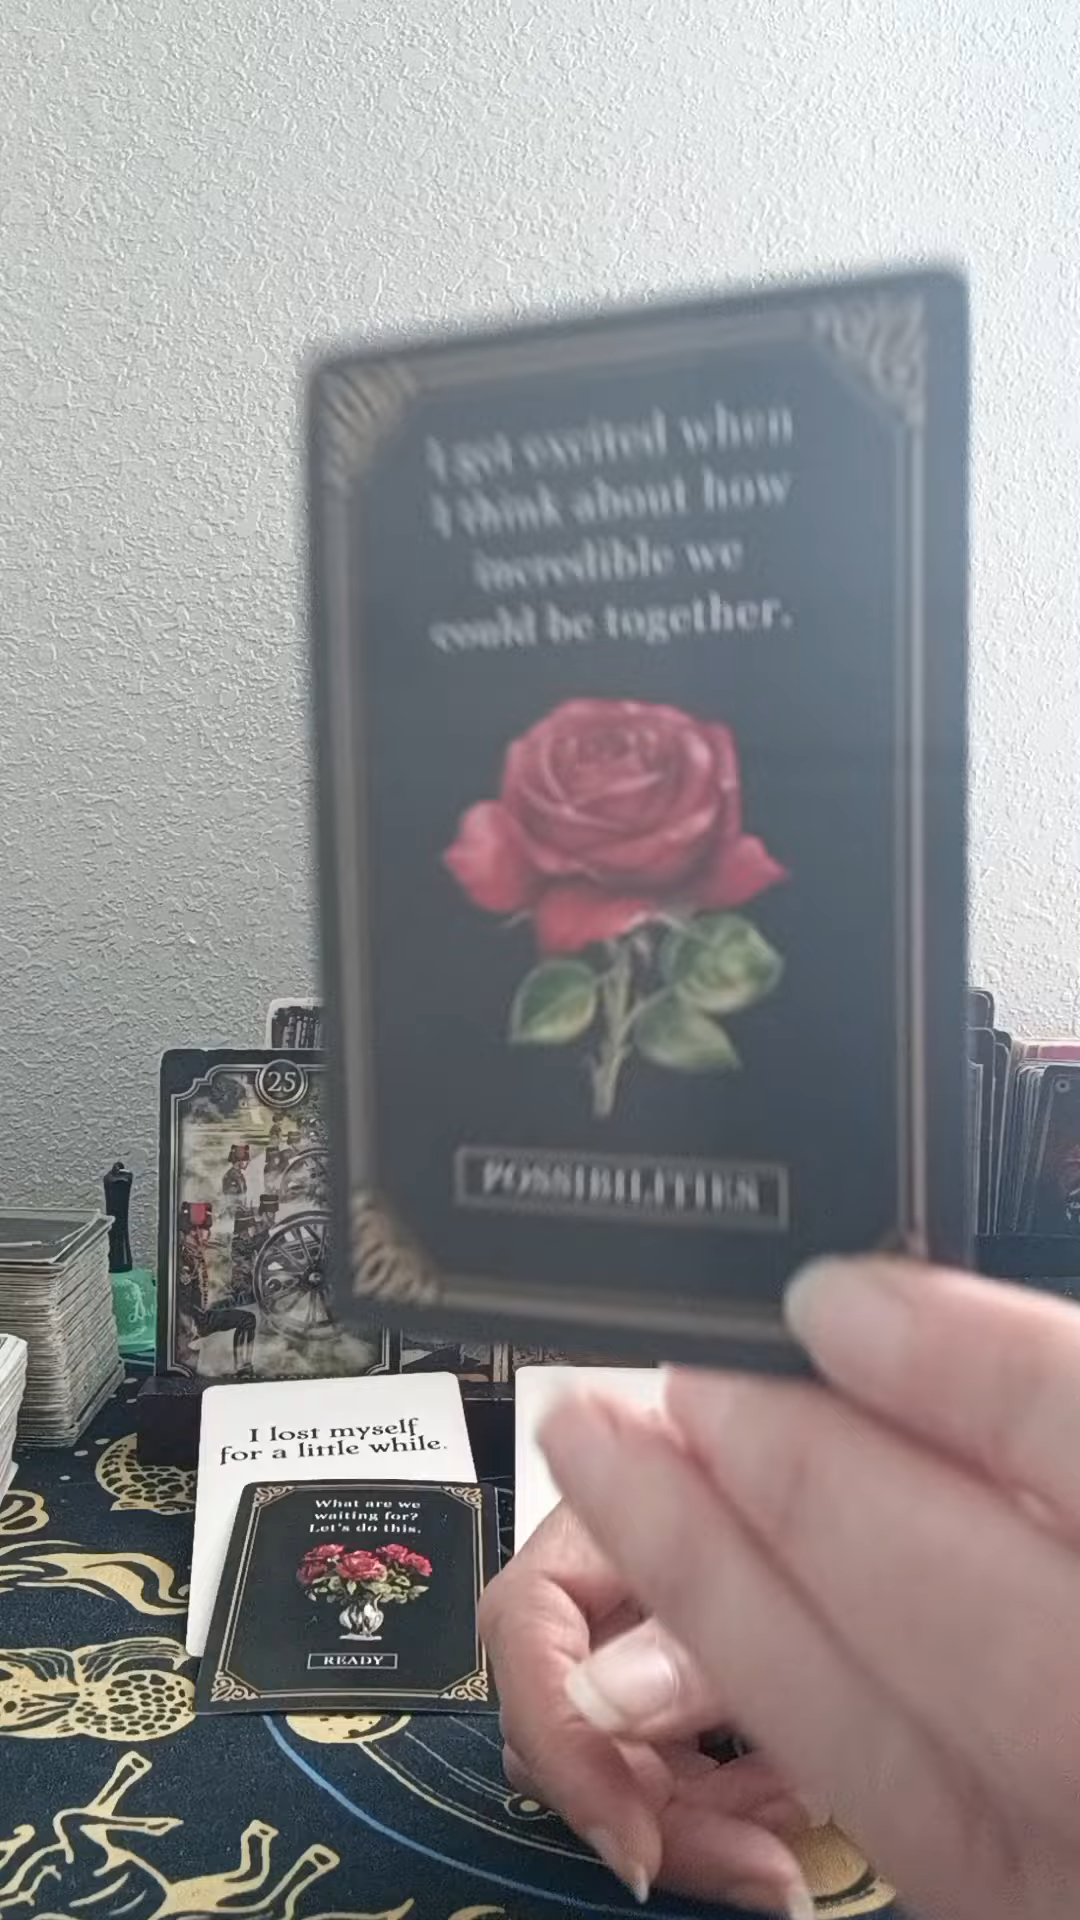 I get excited when
I think about how
incredible we
could be together.
POSSIBILITIES
25
I lost myself
for a little while.
What are we
waiting for?
Let's do this.
READY